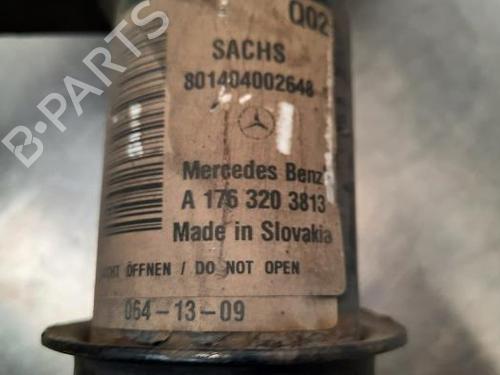 Q02
SACHS
801404002648
Mercedes Benz
A 176 320 3813
Made in Slovakia
ÖFFNEN / DO NOT OPEN
064-13-09
B-PARTS